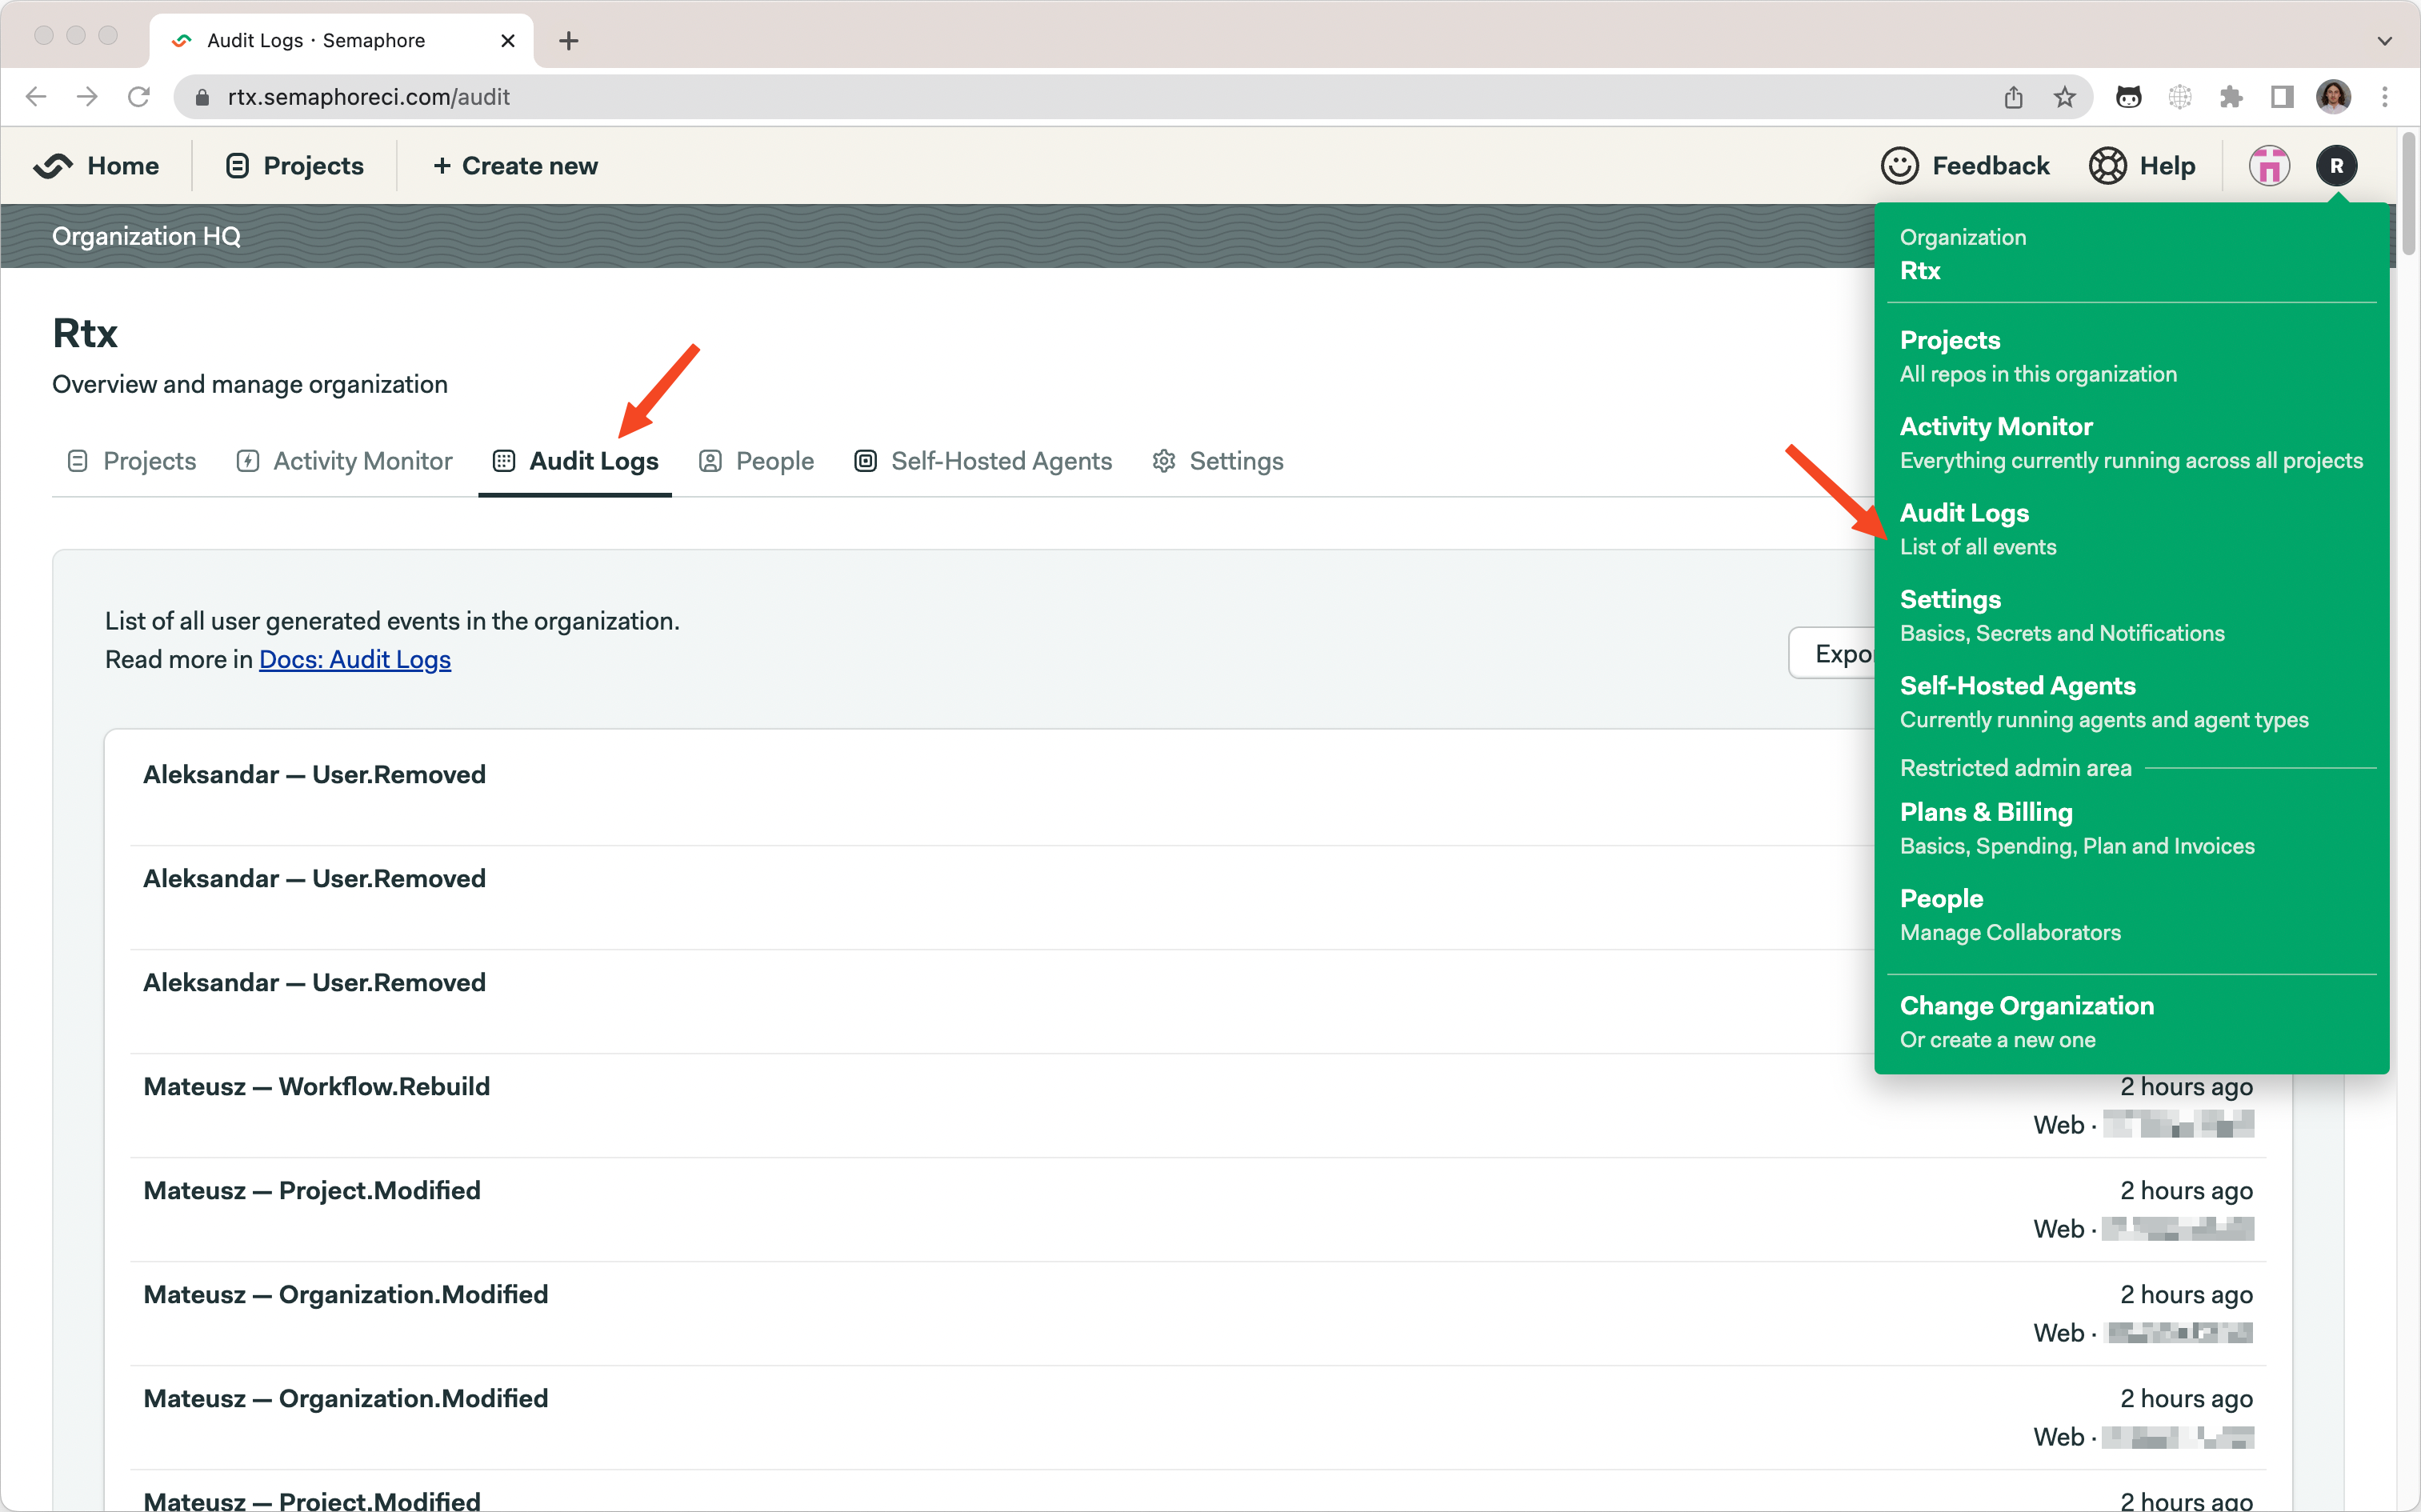 Audit Logs · Semaphore
rtx.semaphoreci.com/audit
Home
Projects
+ Create new
Feedback
Help
R
Organization HQ
Rtx
Overview and manage organization
Projects
Activity Monitor
Audit Logs
People
Self-Hosted Agents
Settings
List of all user generated events in the organization.
Read more in Docs: Audit Logs
Aleksandar — User.Removed
Aleksandar — User.Removed
Aleksandar — User.Removed
Mateusz — Workflow.Rebuild
2 hours ago
Web ·
Mateusz — Project.Modified
2 hours ago
Web ·
Mateusz — Organization.Modified
2 hours ago
Web ·
Mateusz — Organization.Modified
2 hours ago
Web ·
Mateusz — Project.Modified
2 hours ago
Organization
Rtx
Projects
All repos in this organization
Activity Monitor
Everything currently running across all projects
Audit Logs
List of all events
Settings
Basics, Secrets and Notifications
Self-Hosted Agents
Currently running agents and agent types
Restricted admin area
Plans & Billing
Basics, Spending, Plan and Invoices
People
Manage Collaborators
Change Organization
Or create a new one